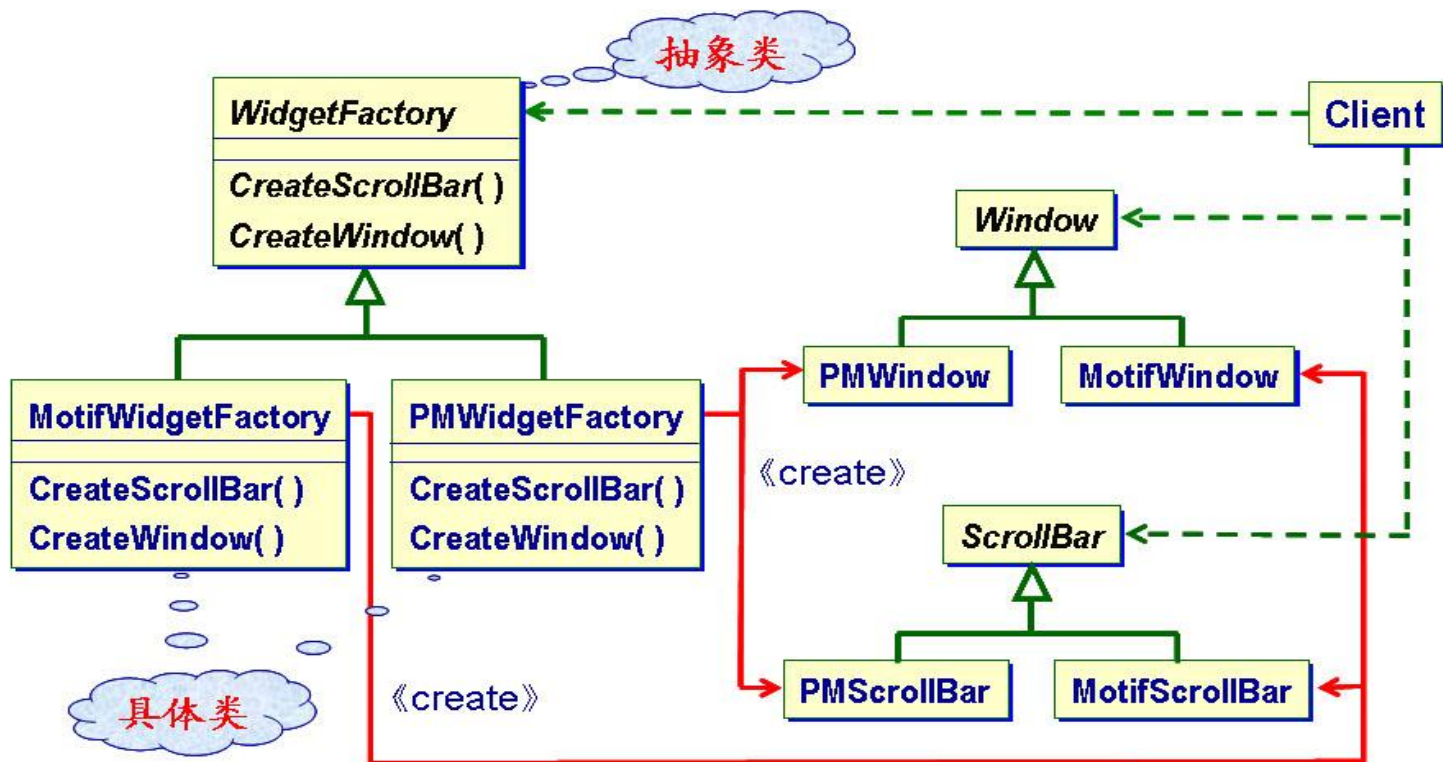 抽象类
WidgetFactory
CreateScrollBar( )
CreateWindow( )
Client
Window
PMWindow
MotifWindow
MotifWidgetFactory
CreateScrollBar( )
CreateWindow( )
PMWidgetFactory
CreateScrollBar( )
CreateWindow( )
《create》
ScrollBar
PMScrollBar
MotifScrollBar
《create》
具体类